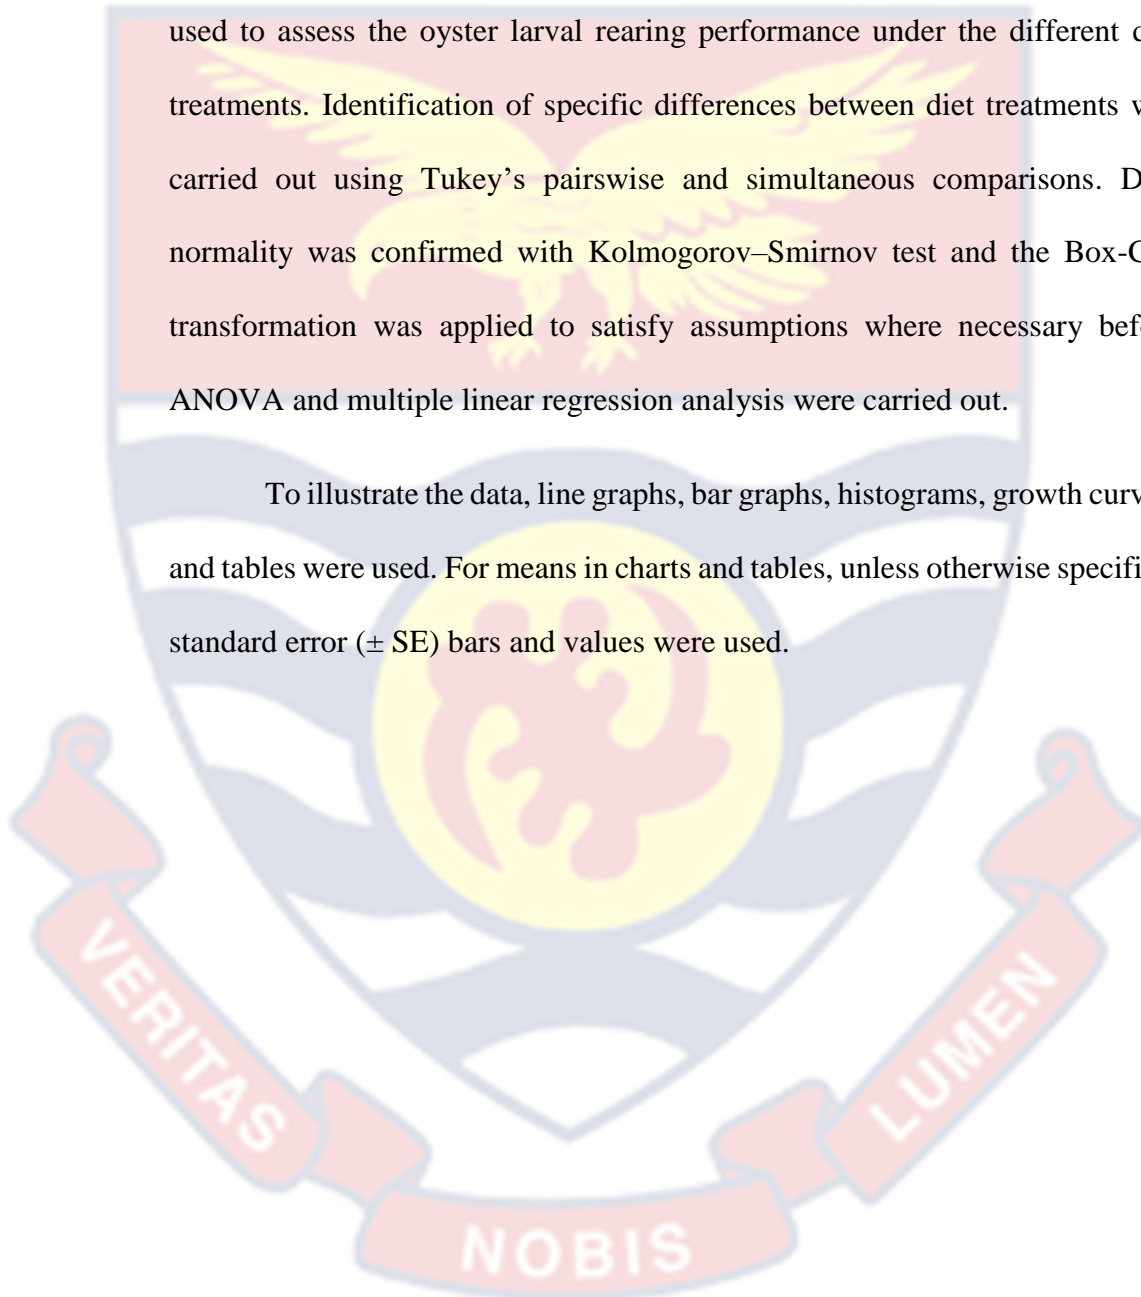 used to assess the oyster larval rearing performance under the different d
treatments. Identification of specific differences between diet treatments w
carried out using Tukey’s pairswise and simultaneous comparisons. D
normality was confirmed with Kolmogorov–Smirnov test and the Box-C
transformation was applied to satisfy assumptions where necessary bef
ANOVA and multiple linear regression analysis were carried out.
To illustrate the data, line graphs, bar graphs, histograms, growth curv
and tables were used. For means in charts and tables, unless otherwise specifi
standard error (± SE) bars and values were used.
VERITAS
NOBIS
LUMEN